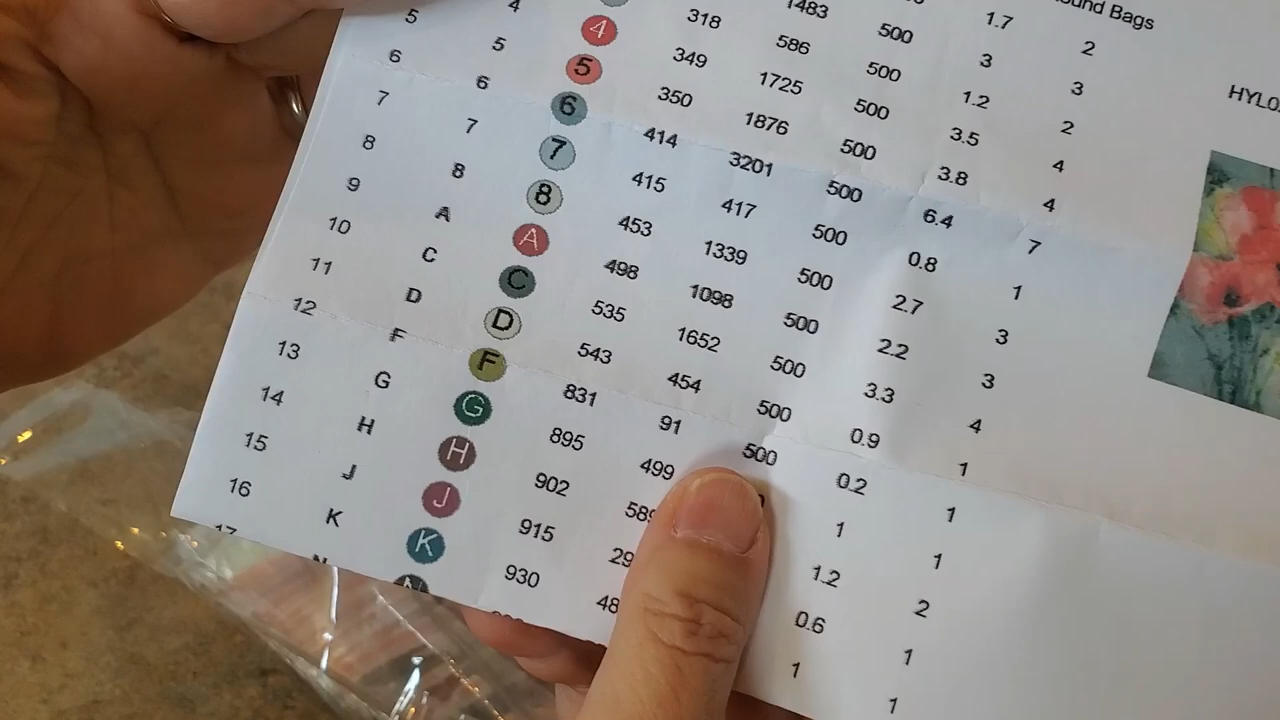 Bags
1.7 2
1483 500 3 3
318 586 500 1.2 2
4 4 349 1725 500 3.5 4
5 5 5 350 1876 500 3.8 4
6 6 6 414 3201 500 6.4 7
7 7 7 415 417 500 0.8 1
8 8 8 453 1339 500 2.7 3
9 A A 498 1098 500 2.2 3
10 C C 535 1652 500 3.3 4
11 D D 543 454 500 0.9 1
12 F F 831 91 500 0.2 1
13 G G 895 499 1 1
14 H H 902 1.2 2
15 J J 915 0.6 1
16 K K 930 1 1
17 N N